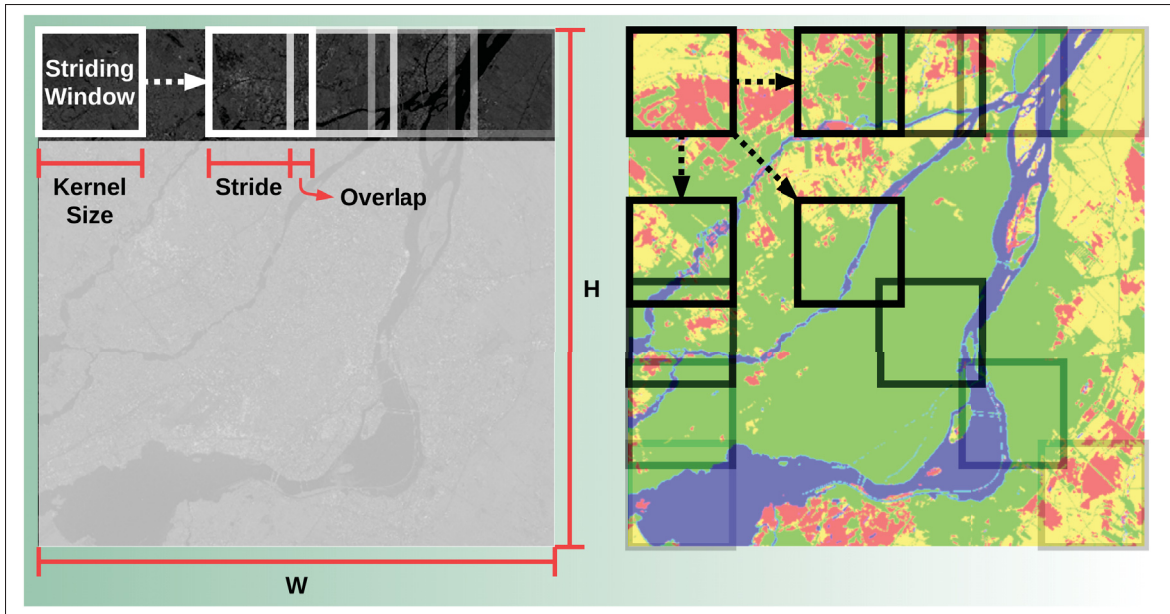 Striding
Window
Kernel
Size
Stride
Overlap
H
W